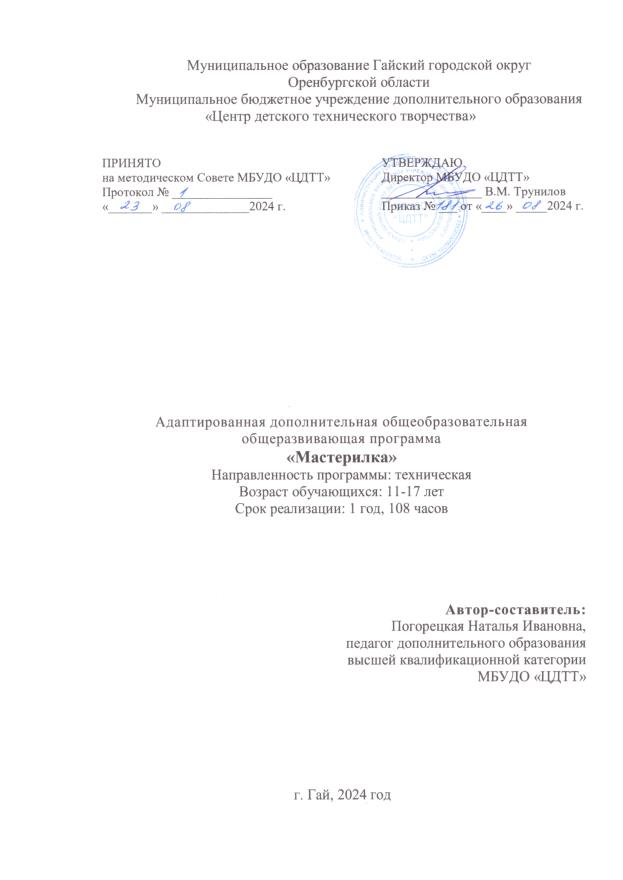 Муниципальное образование Гайский городской округ
Оренбургской области
Муниципальное бюджетное учреждение дополнительного образования
«Центр детского технического творчества»
ПРИНЯТО
на методическом Совете МБУДО «ЦДТТ»
Протокол № 1
« 23 » 08 2024 г.
УТВЕРЖДАЮ,
Директор МБУДО «ЦДТТ»
В.М. Трунилов
Приказ № 181 от « 26 » 08 2024 г.
"ЦДТТ"
Адаптированная дополнительная общеобразовательная
общеразвивающая программа
«Мастерилка»
Направленность программы: техническая
Возраст обучающихся: 11-17 лет
Срок реализации: 1 год, 108 часов
Автор-составитель:
Погорецкая Наталья Ивановна,
педагог дополнительного образования
высшей квалификационной категории
МБУДО «ЦДТТ»
г. Гай, 2024 год